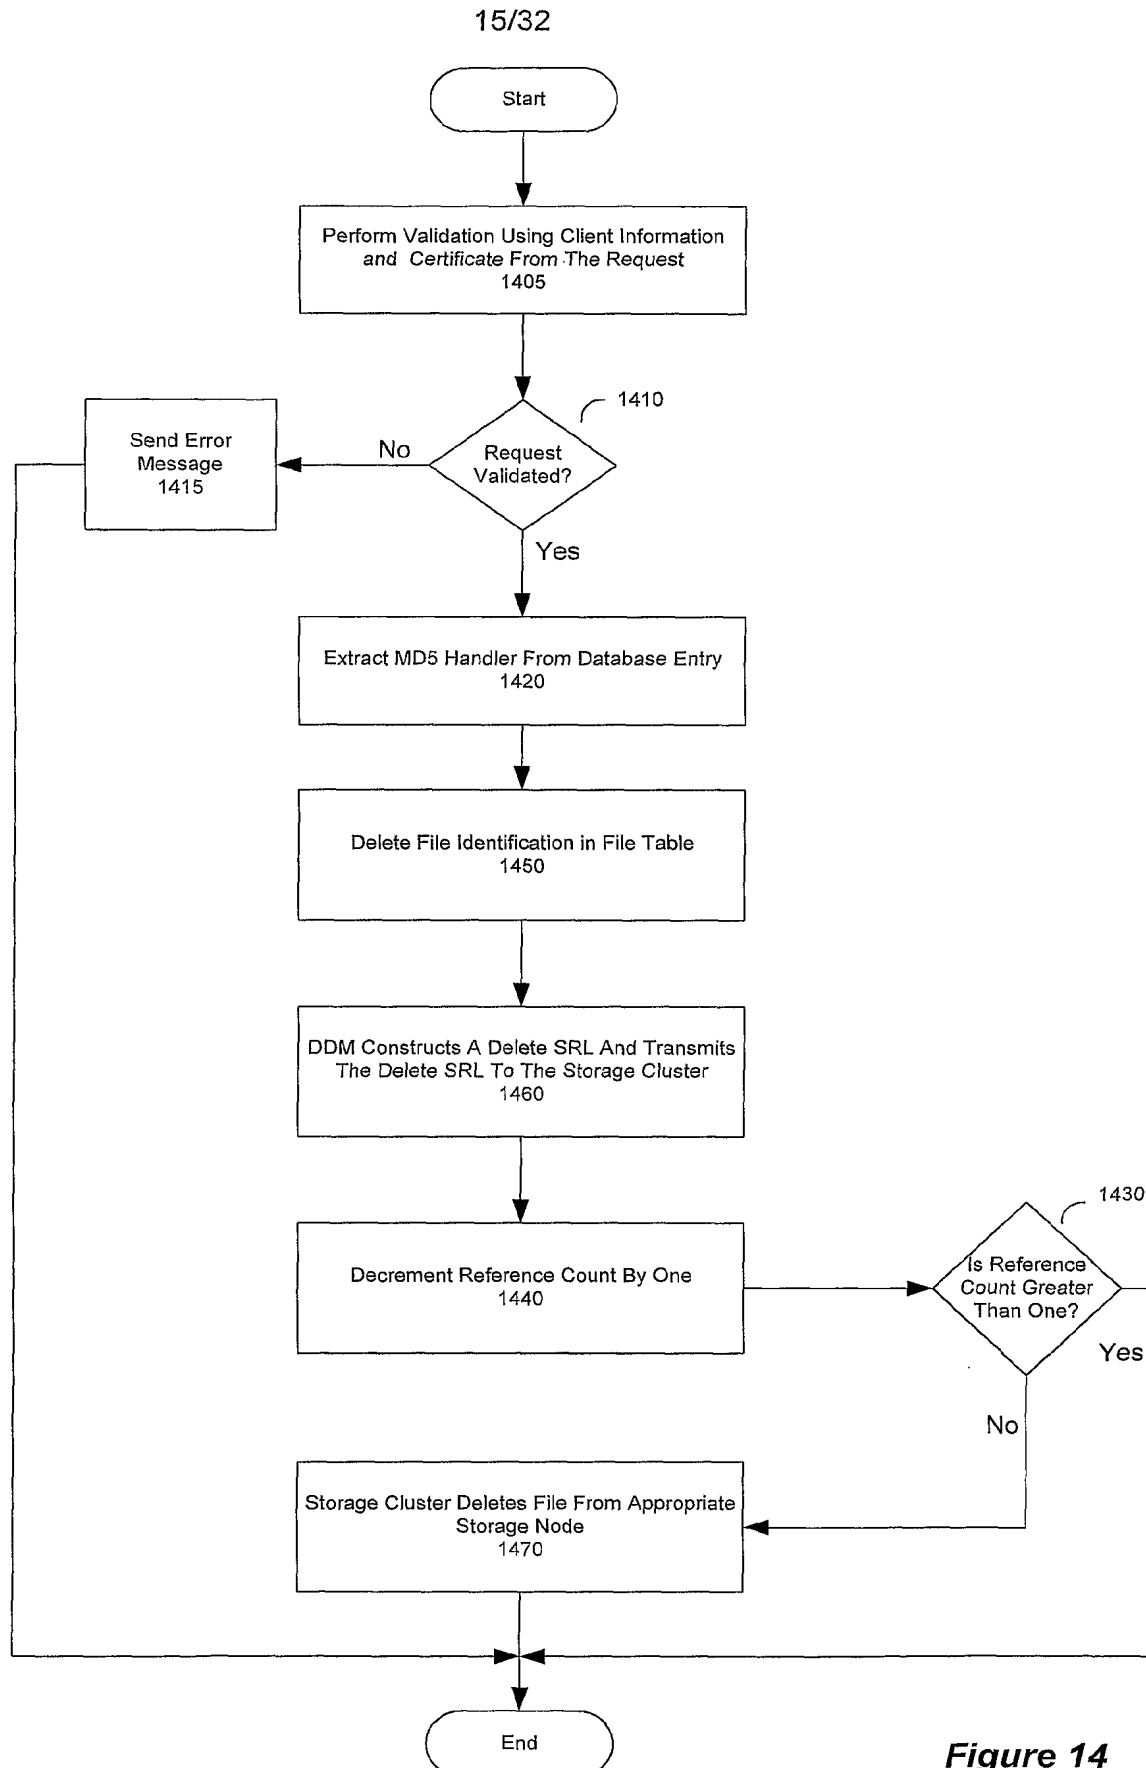 15/32
Start
Perform Validation Using Client Information
and Certificate From The Request
1405
1410
Request
Validated?
No
Send Error
Message
1415
Yes
Extract MD5 Handler From Database Entry
1420
Delete File Identification in File Table
1450
DDM Constructs A Delete SRL And Transmits
The Delete SRL To The Storage Cluster
1460
Decrement Reference Count By One
1440
1430
Is Reference
Count Greater
Than One?
Yes
No
Storage Cluster Deletes File From Appropriate
Storage Node
1470
End
Figure 14